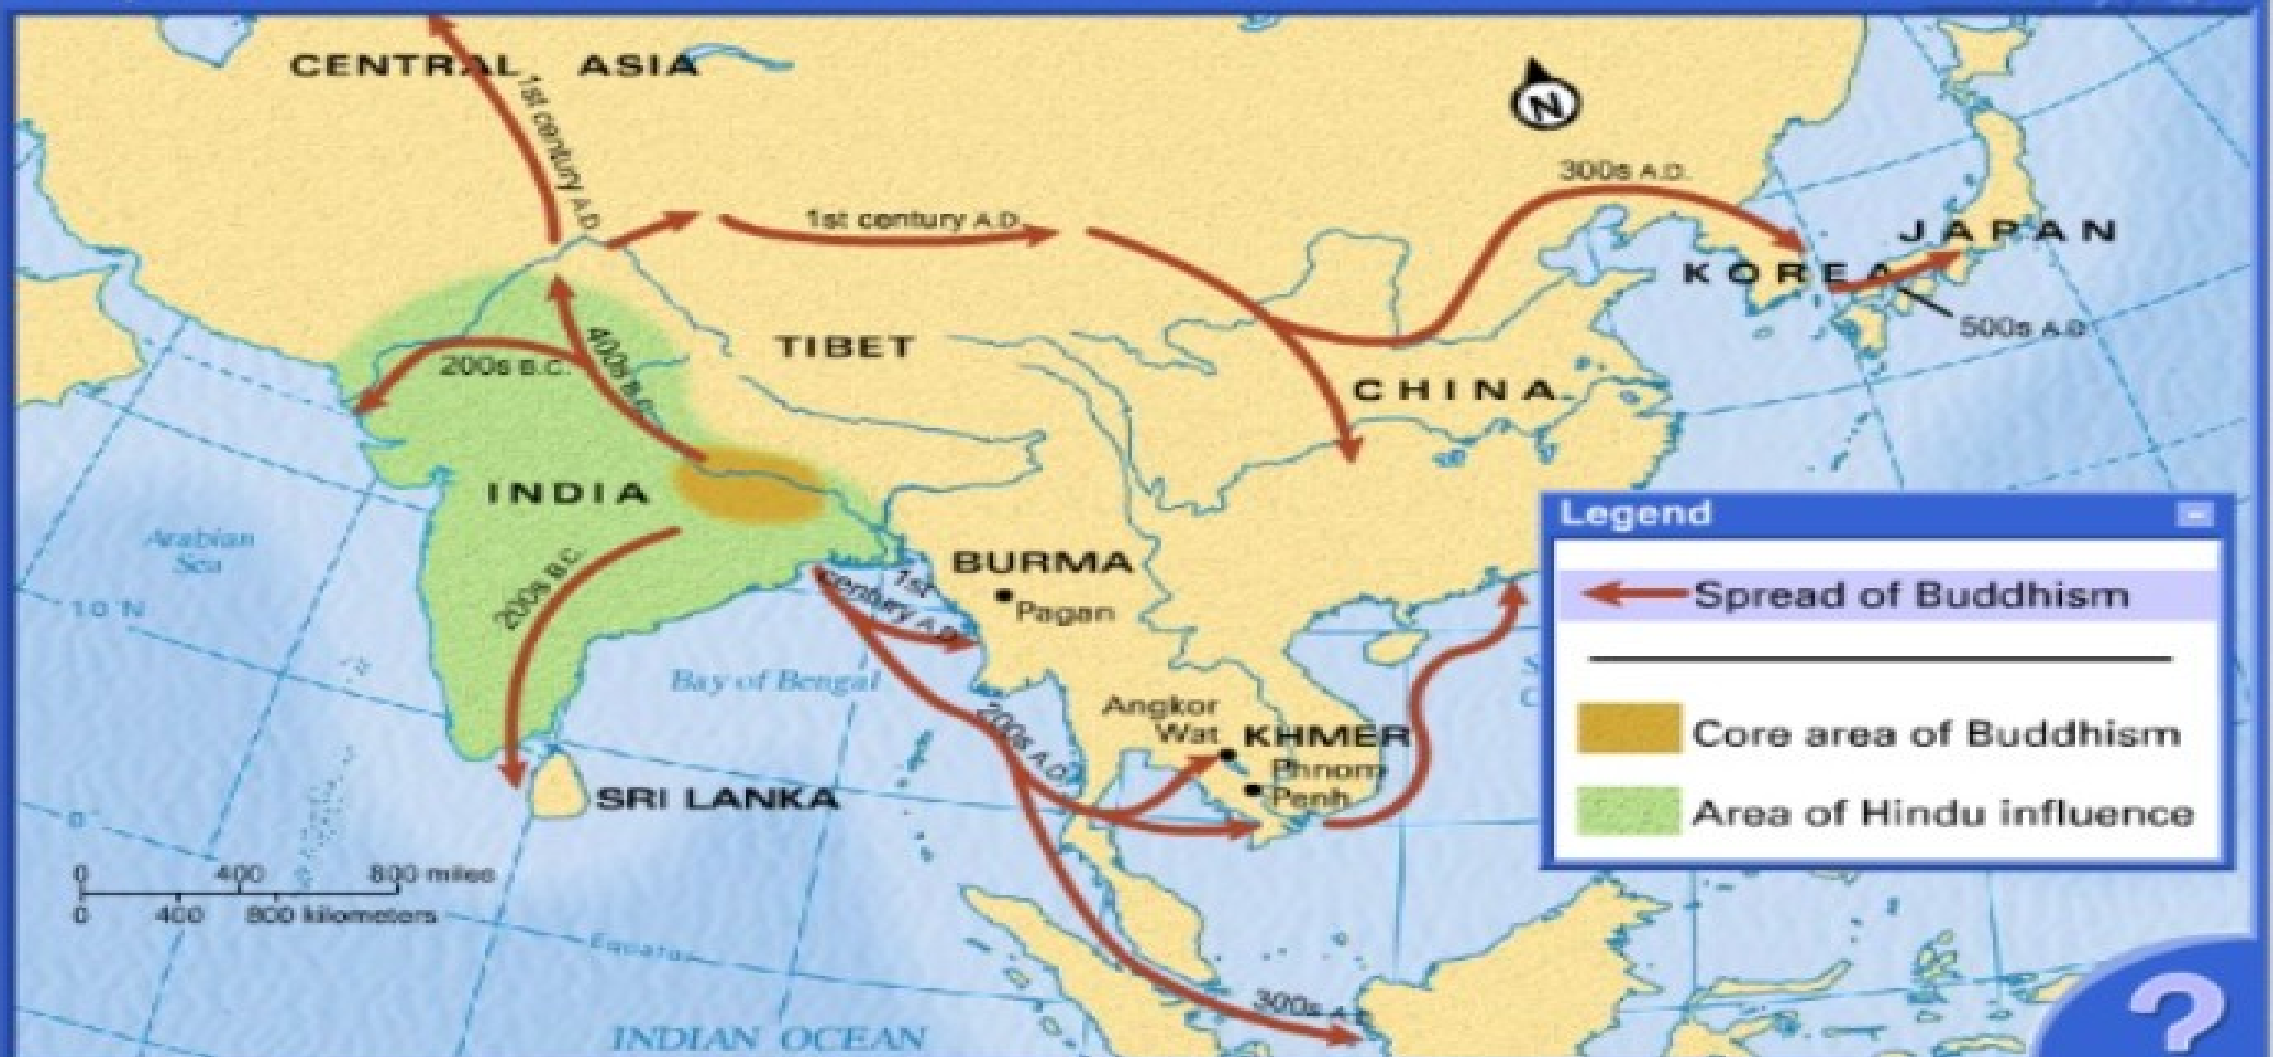 CENTRAL ASIA
1st century A.D.
N
300s A.D.
1st century A.D.
JAPAN
KOREA
500s A.D.
TIBET
200s B.C.
400s B.C.
CHINA
INDIA
Legend
Spread of Buddhism
Core area of Buddhism
Area of Hindu influence
Arabian
Sea
200s B.C.
BURMA
Pagan
1st
century A.D.
10°N
Bay of Bengal
Angkor
Wat
KHMER
Phnom
Penh
200s A.D.
SRI LANKA
0°
0 400 800 miles
0 400 800 kilometers
Equator
300s A
INDIAN OCEAN
?